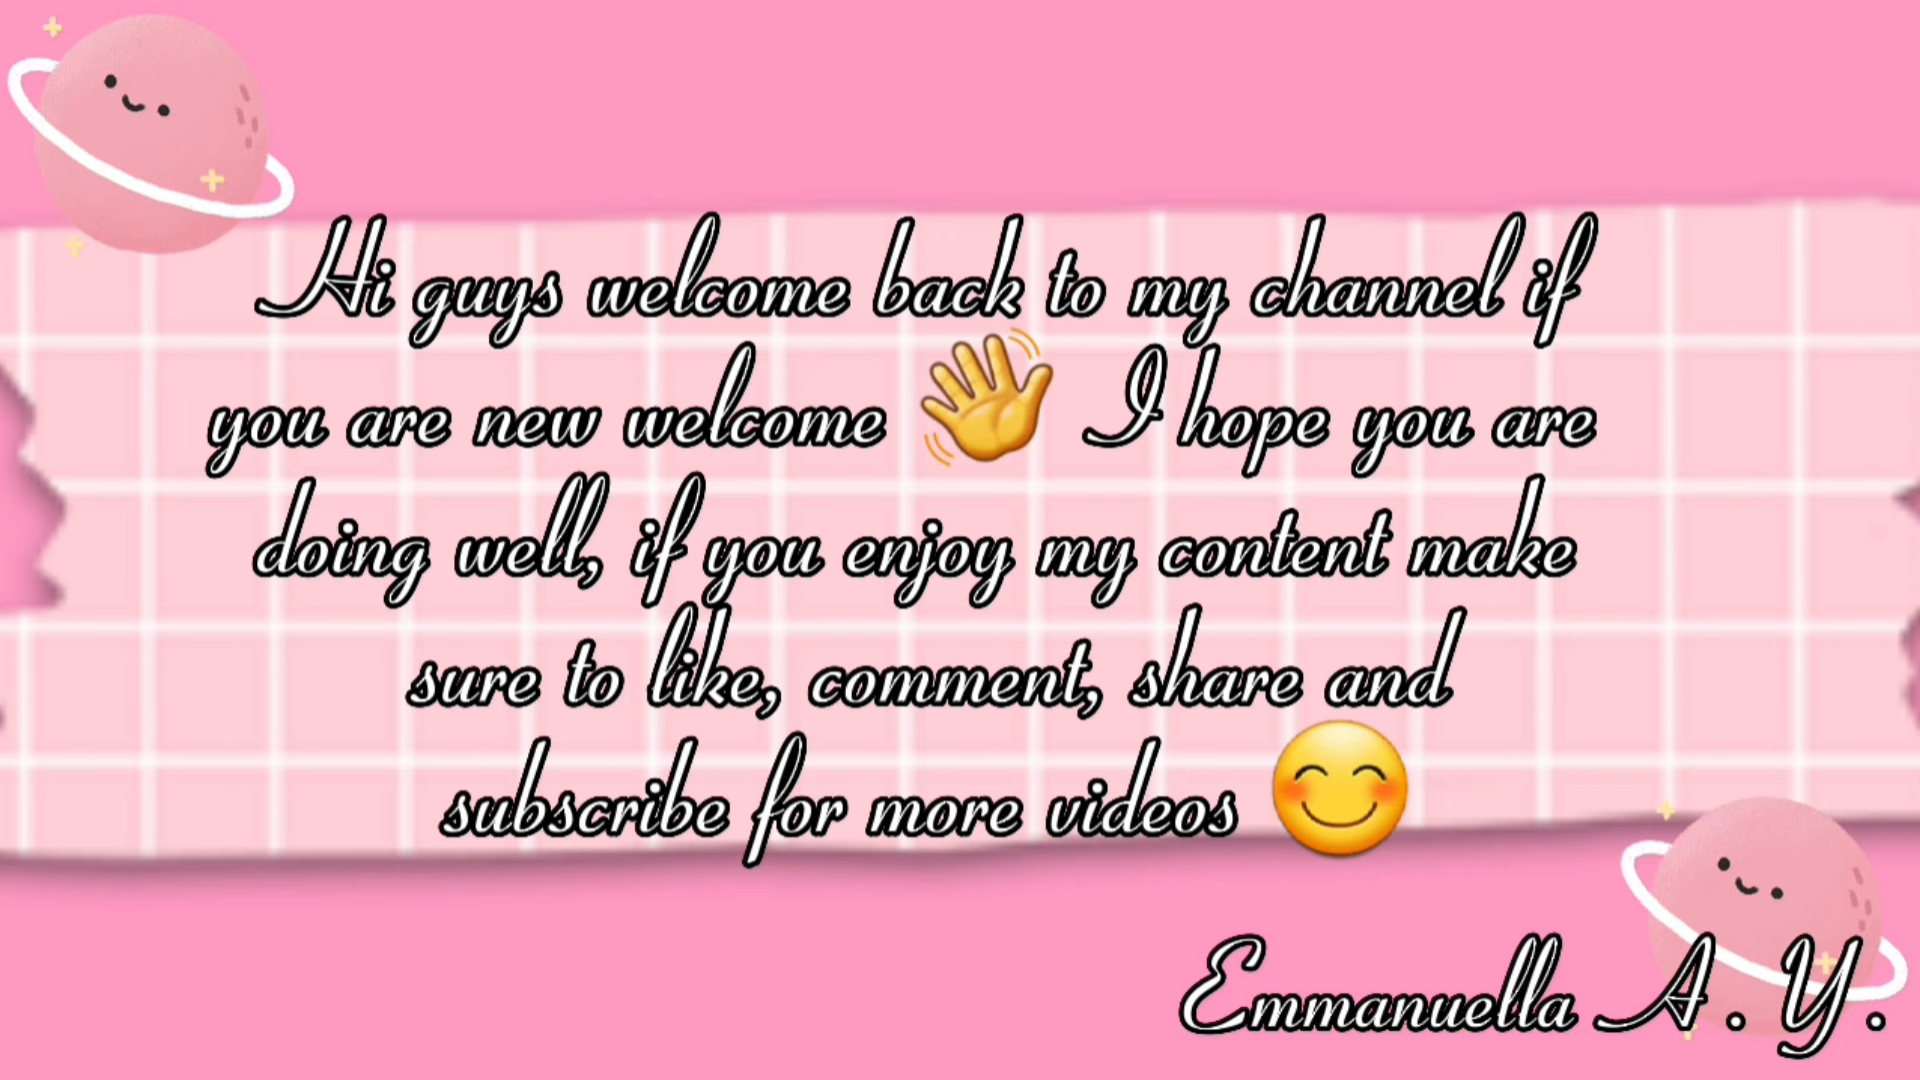 Hi guys welcome back to my channel if
you are new welcome 👋 I hope you are
doing well, if you enjoy my content make
sure to like, comment, share and
subscribe for more videos 😊
Emmanuella A. Y.